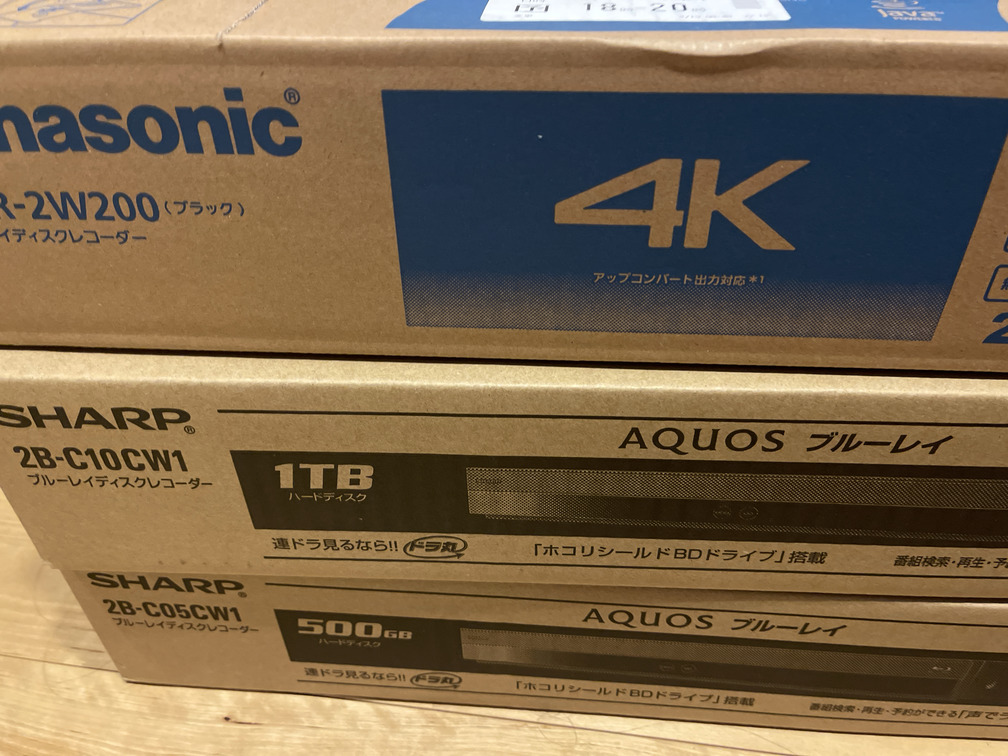 18 20
Java
POWERED
nasonic®
R-2W200(ブラック)
イディスクレコーダー
4K
アップコンバート出力対応*1
2
SHARP®
2B-C10CW1
ブルーレイディスクレコーダー
AQUOS ブルーレイ
1TB
ハードディスク
連ドラ見るなら!! ドラ丸
「ホコリシールドBDドライブ」搭載
番組検索・再生・予
SHARP®
2B-C05CW1
ブルーレイディスクレコーダー
AQUOS ブルーレイ
500GB
ハードディスク
連ドラ見るなら!! ドラ丸
「ホコリシールドBDドライブ」搭載
番組検索・再生・予約ができる「声でラ